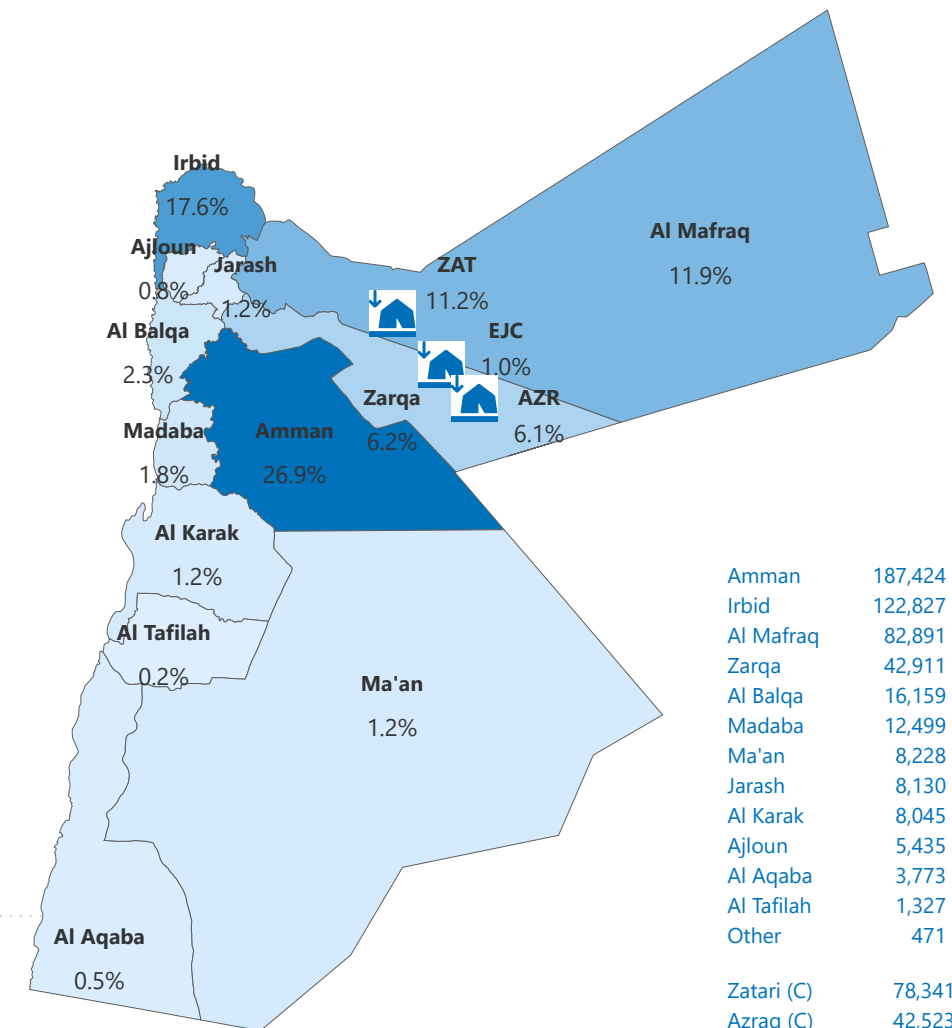 Irbid
17.6%
Ajloun
0.8%
Jarash
1.2%
ZAT
11.2%
Al Mafraq
11.9%
EJC
1.0%
Al Balqa
2.3%
Zarqa
6.2%
AZR
6.1%
Madaba
1.8%
Amman
26.9%
Al Karak
1.2%
Al Tafilah
0.2%
Ma'an
1.2%
Al Aqaba
0.5%
Amman 187,424
Irbid 122,827
Al Mafraq 82,891
Zarqa 42,911
Al Balqa 16,159
Madaba 12,499
Ma'an 8,228
Jarash 8,130
Al Karak 8,045
Ajloun 5,435
Al Aqaba 3,773
Al Tafilah 1,327
Other 471
Zatari (C) 78,341
Azraq (C) 42,523